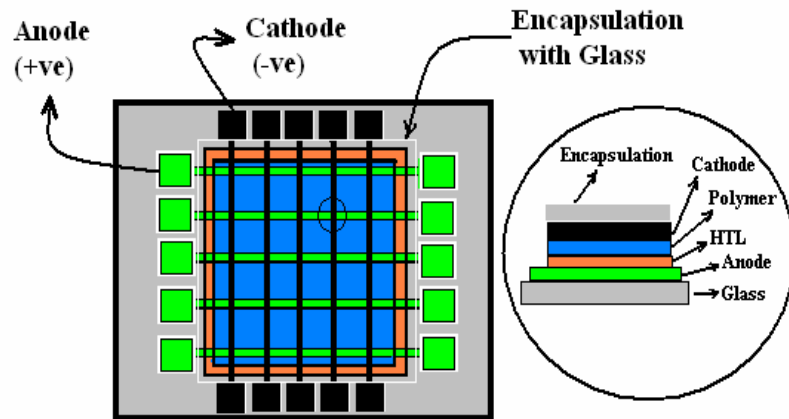 Anode
(+ve)
Cathode
(-ve)
Encapsulation
with Glass
Encapsulation
Cathode
Polymer
HTL
Anode
Glass